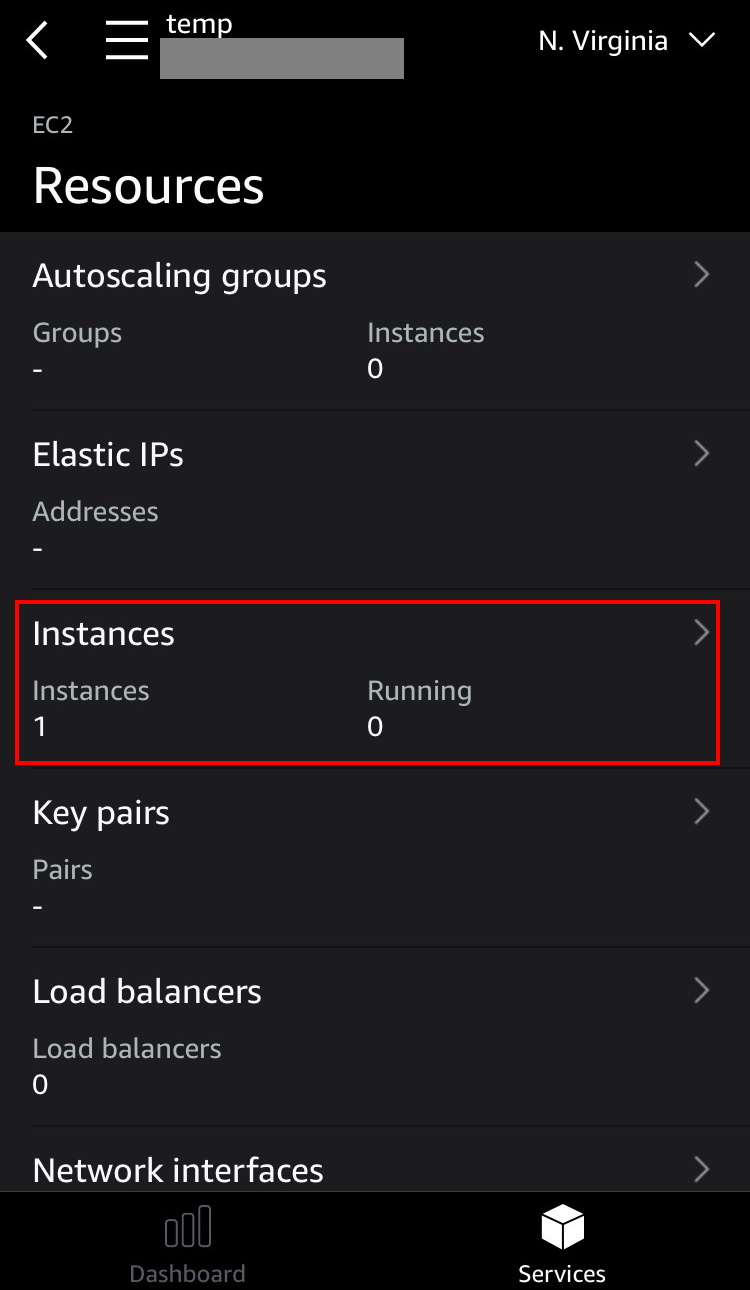 temp
N. Virginia
EC2
Resources
Autoscaling groups
Groups Instances
- 0
Elastic IPs
Addresses
-
Instances
Instances Running
1 0
Key pairs
Pairs
-
Load balancers
Load balancers
0
Network interfaces
Dashboard Services